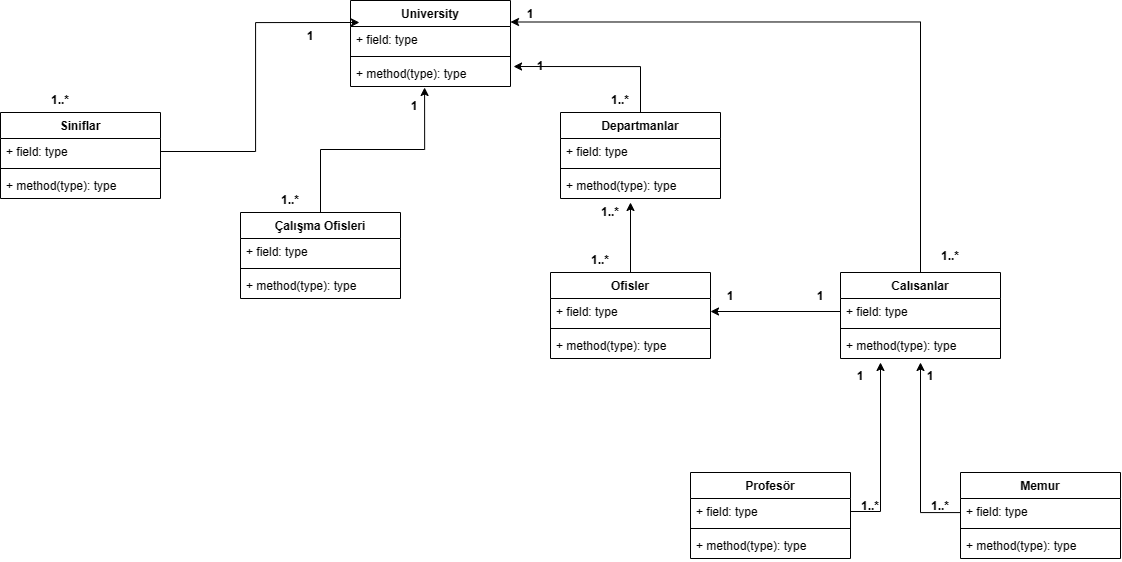 University
+ field: type
+ method(type): type
1
1
1
1
1..*
Siniflar
+ field: type
+ method(type): type
1..*
Departmanlar
+ field: type
+ method(type): type
1..*
Çalışma Ofisleri
+ field: type
+ method(type): type
1..*
1..*
Ofisler
+ field: type
+ method(type): type
1
1
1..*
Calısanlar
+ field: type
+ method(type): type
1
1
Profesör
+ field: type
+ method(type): type
1..*
1..*
Memur
+ field: type
+ method(type): type